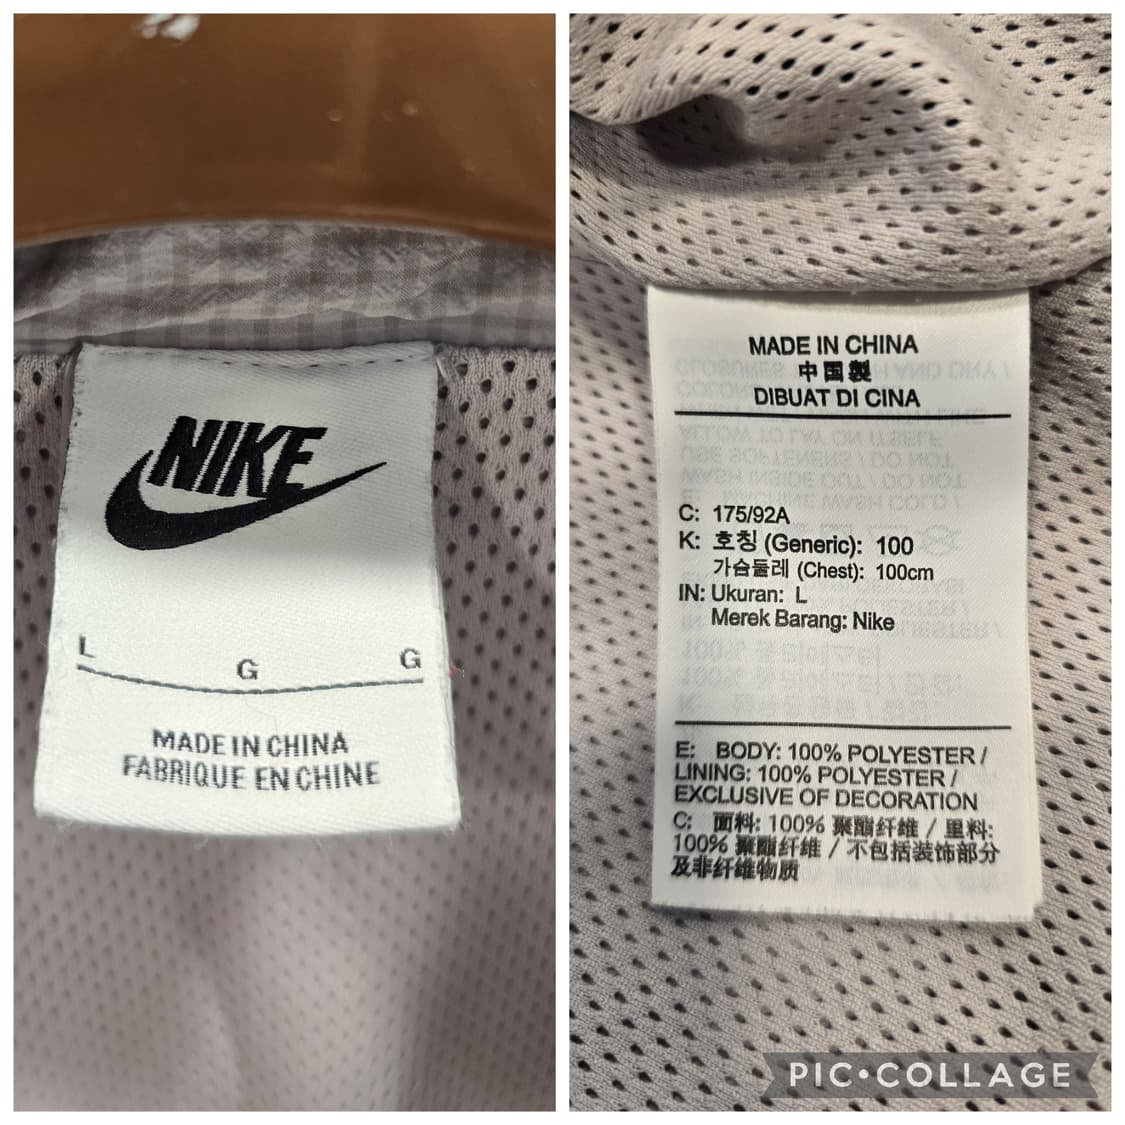 NIKE
L G G
MADE IN CHINA
FABRIQUE EN CHINE
MADE IN CHINA
中国製
DIBUAT DI CINA
C: 175/92A
K: 호칭 (Generic): 100
가슴둘레 (Chest): 100cm
IN: Ukuran: L
Merek Barang: Nike
E: BODY: 100% POLYESTER /
LINING: 100% POLYESTER /
EXCLUSIVE OF DECORATION
C: 面料: 100% 聚酯纤维 / 里料:
100% 聚酯纤维 / 不包括装饰部分
及非纤维物质
PIC•COLLAGE